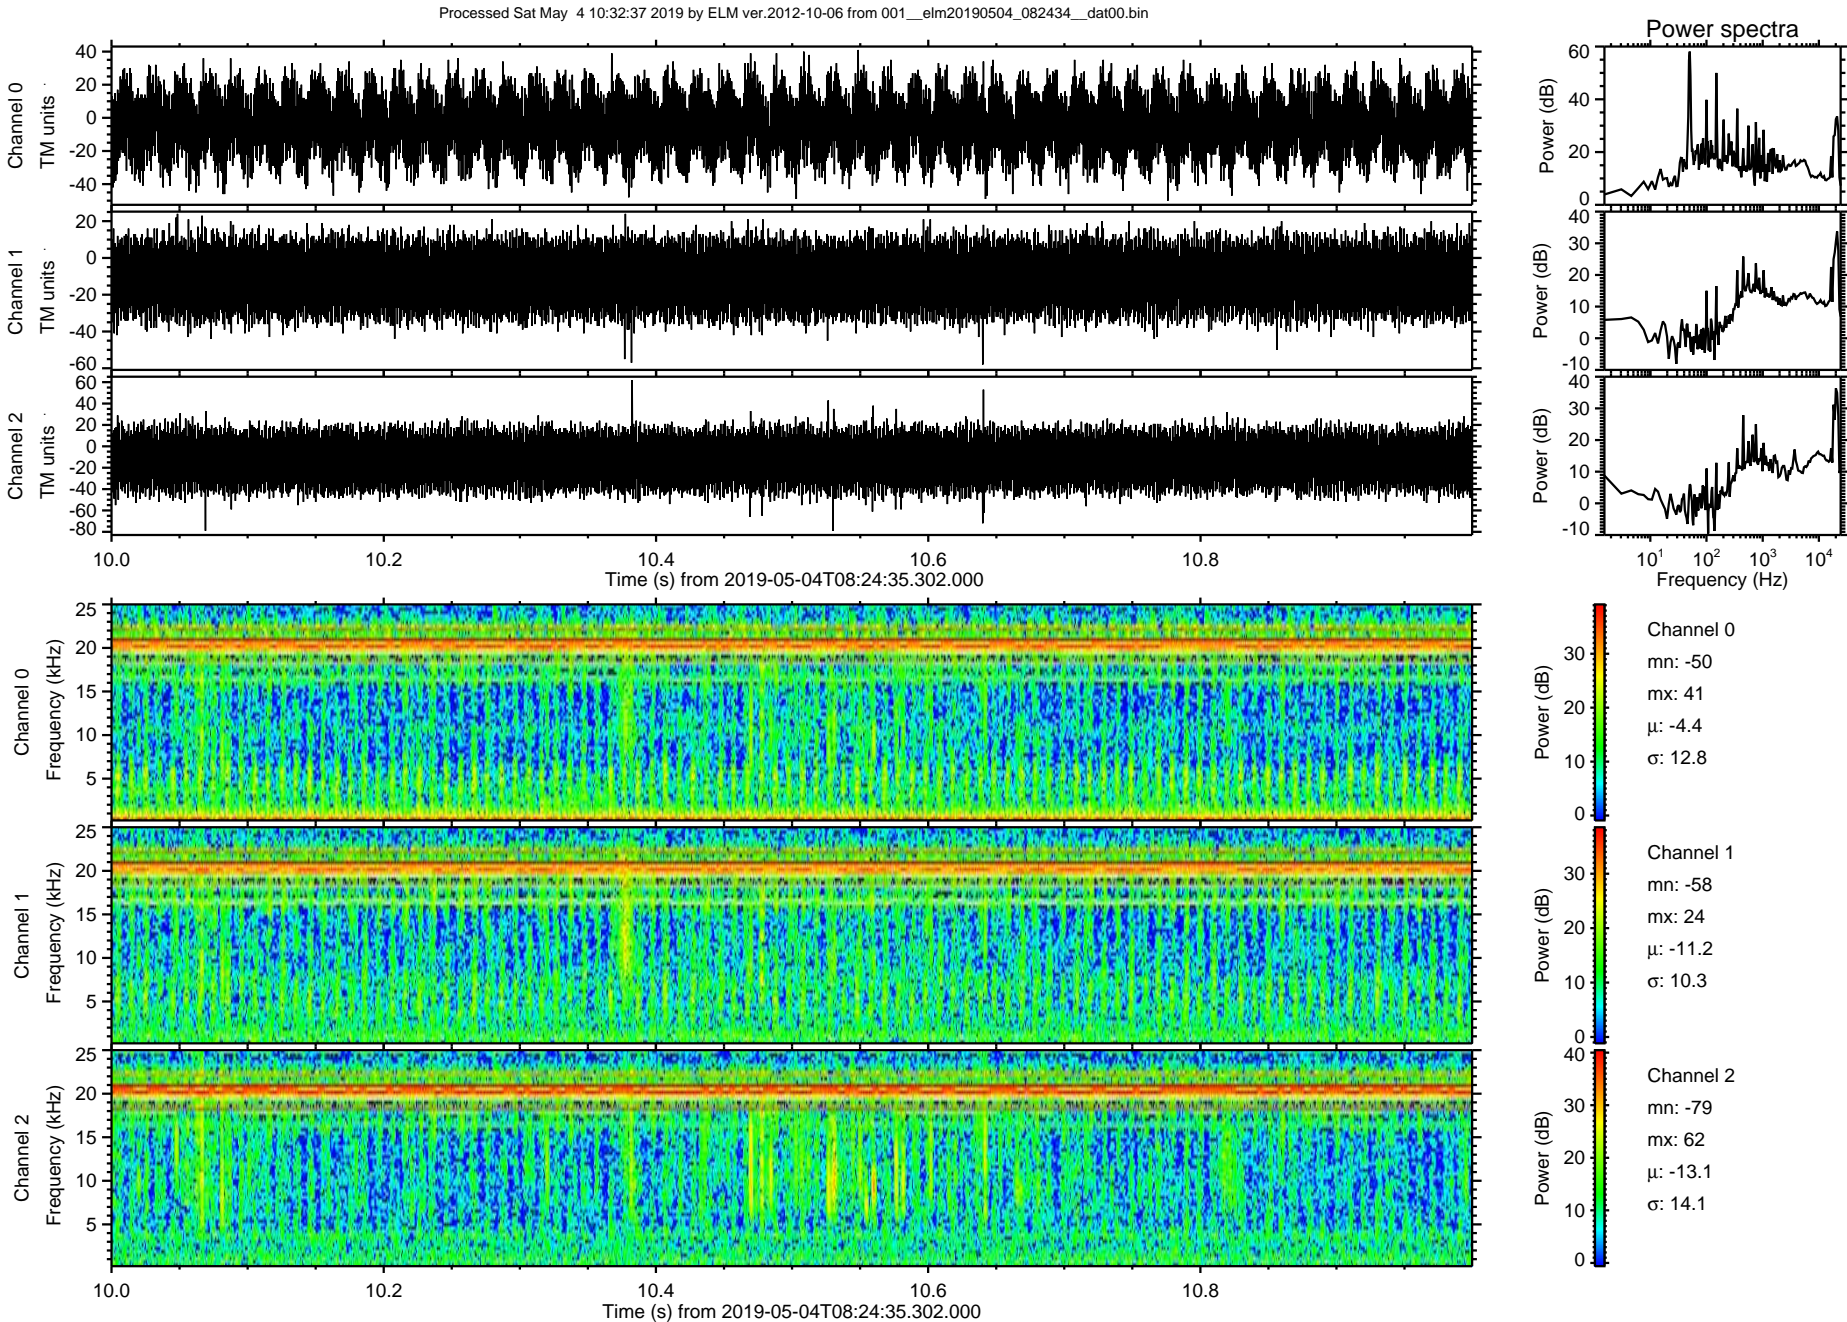 Processed Sat May  4 10:32:37 2019 by ELM ver.2012-10-06 from 001__elm20190504_082434__dat00.bin
Power spectra
Channel 0
TM units
40
20
0
-20
-40
Power (dB)
60
40
20
0
Channel 1
TM units
20
0
-20
-40
-60
Power (dB)
40
30
20
10
0
-10
Channel 2
TM units
60
40
20
0
-20
-40
-60
-80
Power (dB)
40
30
20
10
0
-10
10.0 10.2 10.4 10.6 10.8
Time (s) from 2019-05-04T08:24:35.302.000
10¹ 10² 10³ 10⁴
Frequency (Hz)
Channel 0
Frequency (kHz)
25
20
15
10
5
Power (dB)
30
20
10
0
Channel 0
mn: -50
mx: 41
μ: -4.4
σ: 12.8
Channel 1
Frequency (kHz)
25
20
15
10
5
Power (dB)
30
20
10
0
Channel 1
mn: -58
mx: 24
μ: -11.2
σ: 10.3
Channel 2
Frequency (kHz)
25
20
15
10
5
Power (dB)
40
30
20
10
0
Channel 2
mn: -79
mx: 62
μ: -13.1
σ: 14.1
10.0 10.2 10.4 10.6 10.8
Time (s) from 2019-05-04T08:24:35.302.000